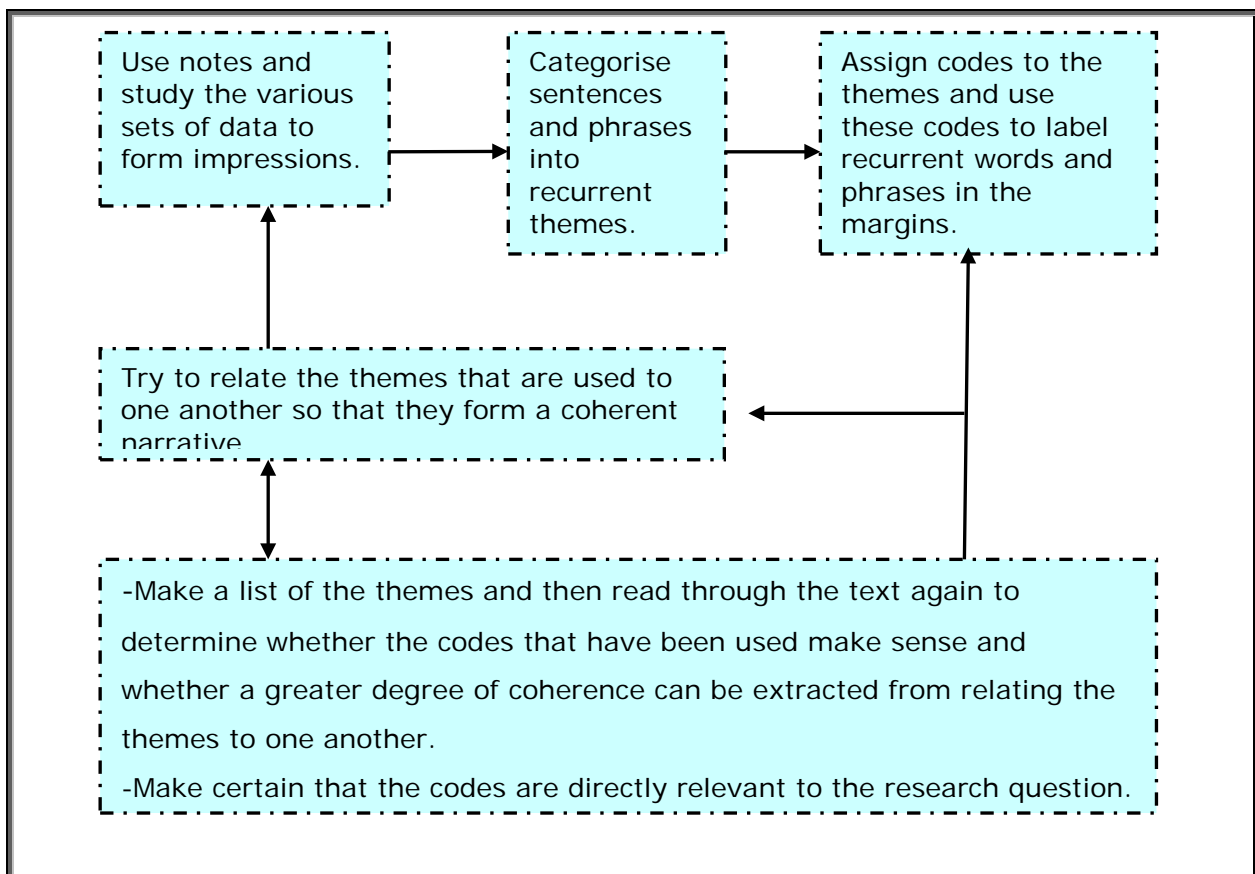 Use notes and
study the various
sets of data to
form impressions.
Categorise
sentences
and phrases
into
recurrent
themes.
Assign codes to the
themes and use
these codes to label
recurrent words and
phrases in the
margins.
Try to relate the themes that are used to
one another so that they form a coherent
narrative
-Make a list of the themes and then read through the text again to
determine whether the codes that have been used make sense and
whether a greater degree of coherence can be extracted from relating the
themes to one another.
-Make certain that the codes are directly relevant to the research question.